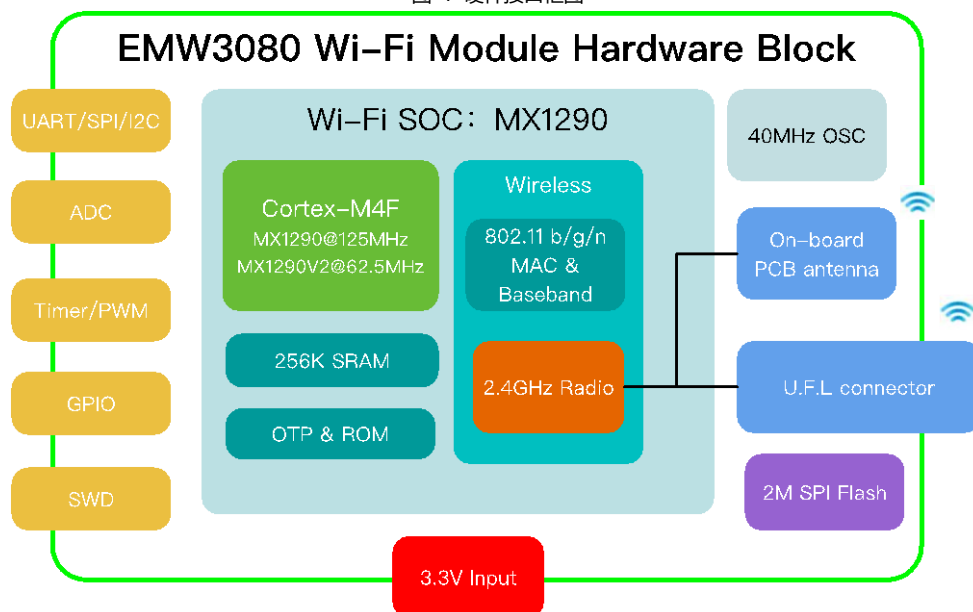 EMW3080 Wi-Fi Module Hardware Block
UART/SPI/I2C
ADC
Timer/PWM
GPIO
SWD
Wi-Fi SOC: MX1290
Cortex-M4F
MX1290@125MHz
MX1290V2@62.5MHz
256K SRAM
OTP & ROM
Wireless
802.11 b/g/n
MAC &
Baseband
2.4GHz Radio
40MHz OSC
On-board
PCB antenna
U.F.L connector
2M SPI Flash
3.3V Input